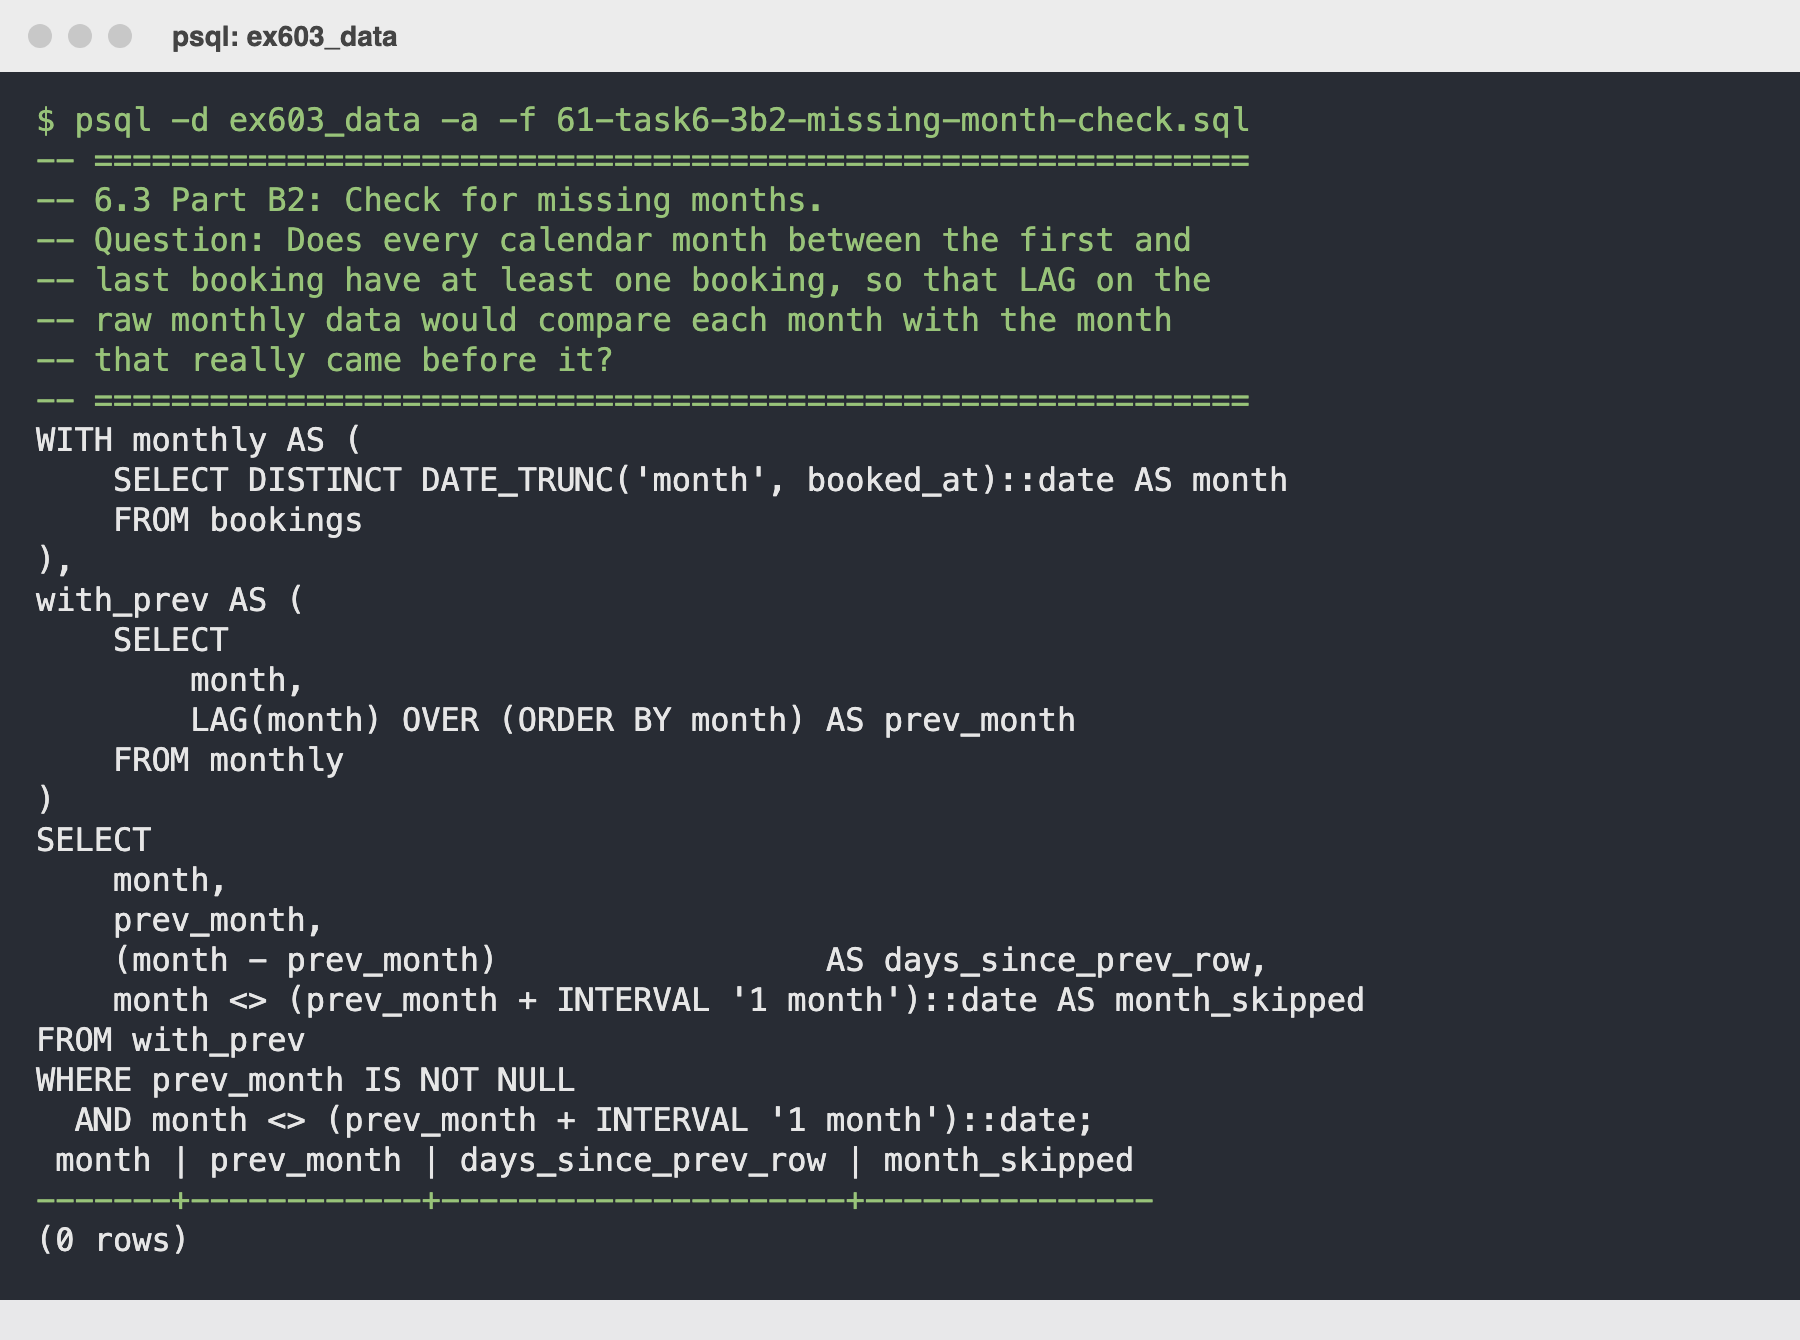 psql: ex603_data
$ psql -d ex603_data -a -f 61-task6-3b2-missing-month-check.sql
-- ============================================================
-- 6.3 Part B2: Check for missing months.
-- Question: Does every calendar month between the first and
-- last booking have at least one booking, so that LAG on the
-- raw monthly data would compare each month with the month
-- that really came before it?
-- ============================================================
WITH monthly AS (
    SELECT DISTINCT DATE_TRUNC('month', booked_at)::date AS month
    FROM bookings
),
with_prev AS (
    SELECT
        month,
        LAG(month) OVER (ORDER BY month) AS prev_month
    FROM monthly
)
SELECT
    month,
    prev_month,
    (month - prev_month)                 AS days_since_prev_row,
    month <> (prev_month + INTERVAL '1 month')::date AS month_skipped
FROM with_prev
WHERE prev_month IS NOT NULL
  AND month <> (prev_month + INTERVAL '1 month')::date;
 month | prev_month | days_since_prev_row | month_skipped
-------+------------+---------------------+---------------
(0 rows)